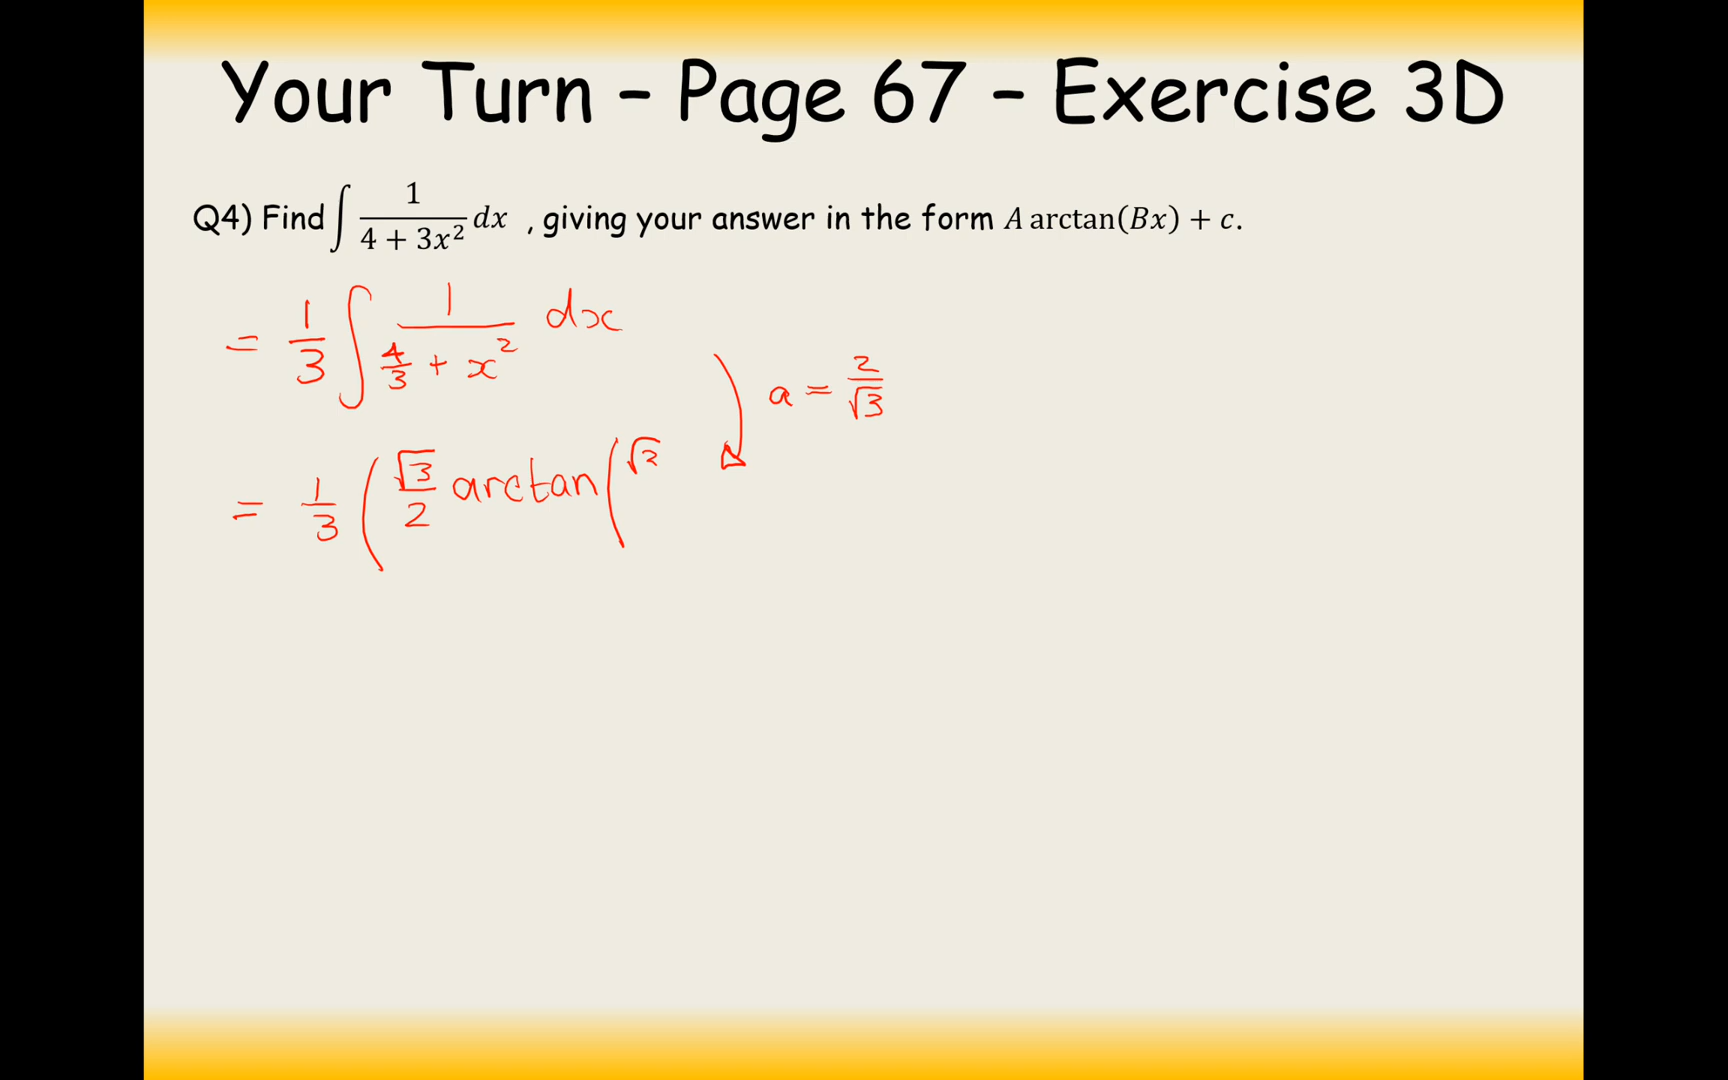 Your Turn – Page 67 – Exercise 3D
Q4) Find ∫ 1/(4 + 3x²) dx , giving your answer in the form A arctan(Bx) + c.
= 1/3 ∫ 1/(4/3 + x²) dx
a = 2/√3
= 1/3 ( √3/2 arctan ( √3